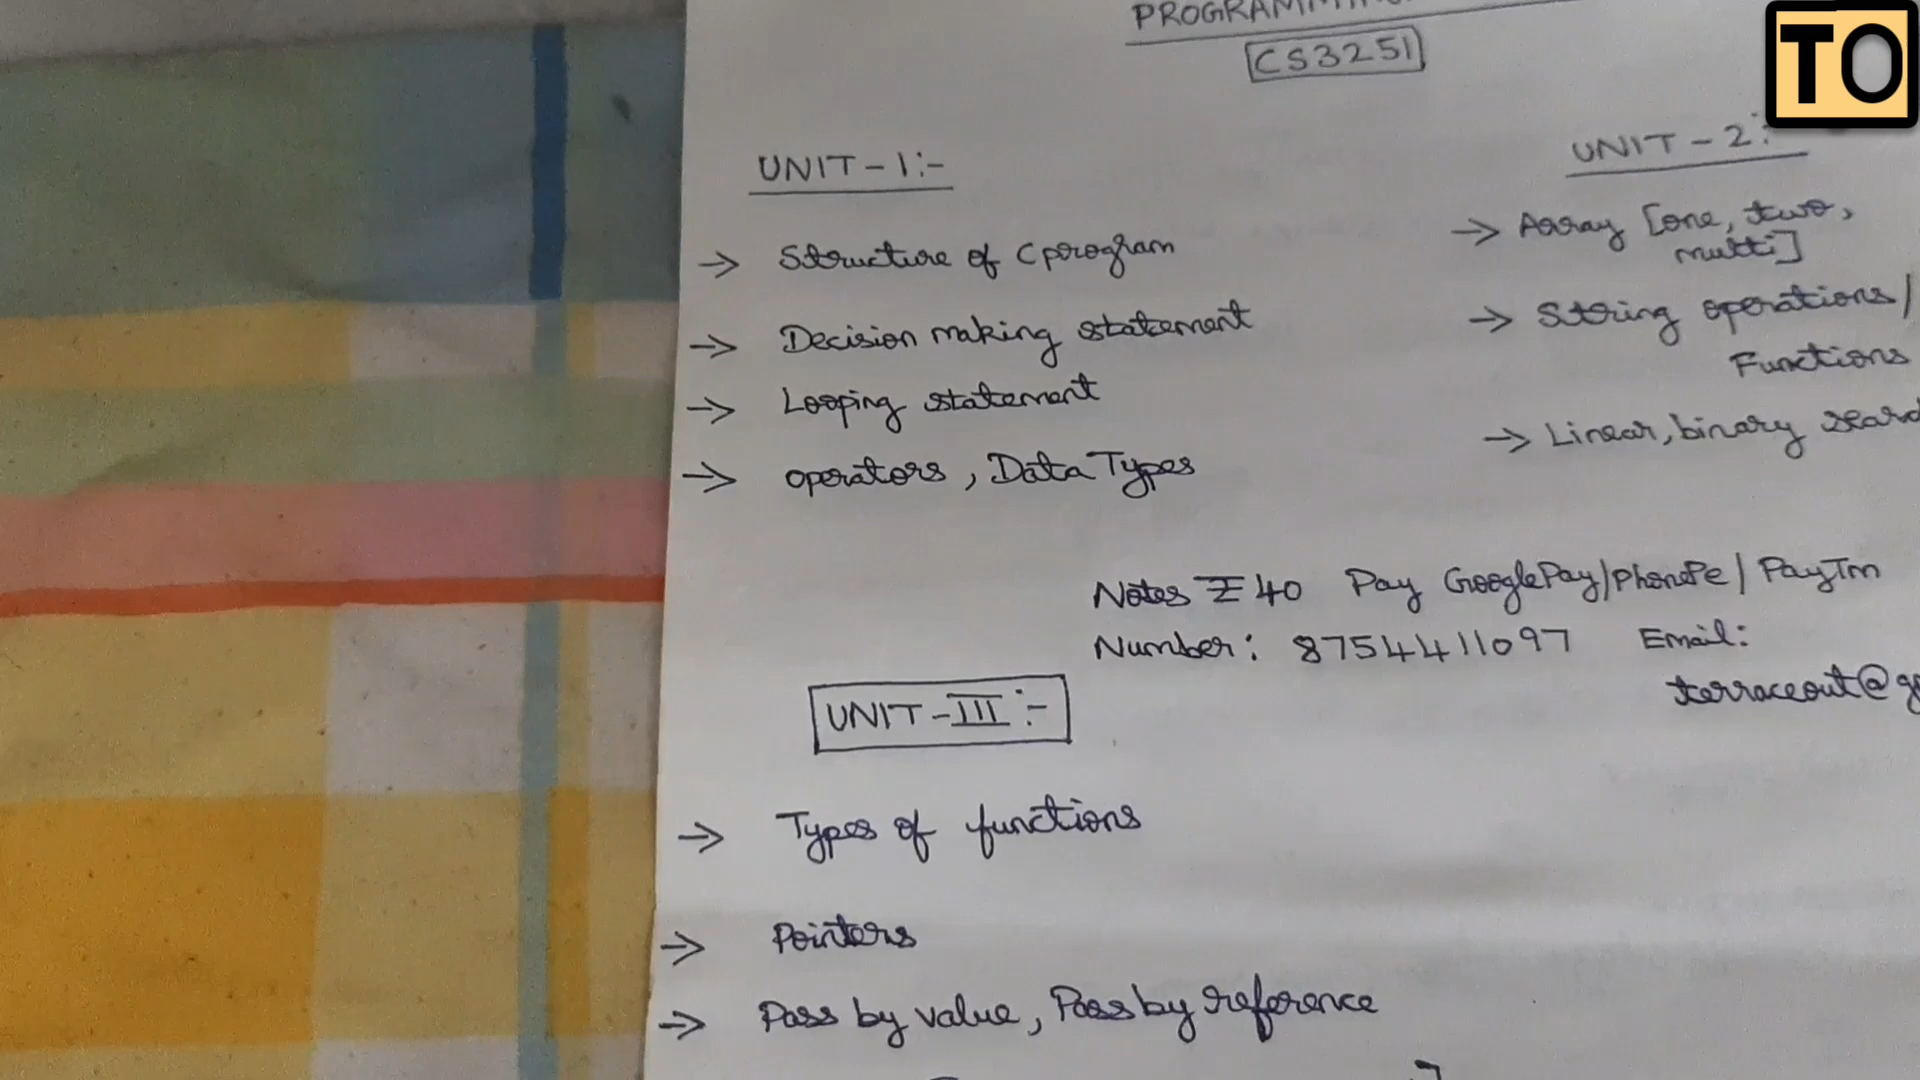 CS3251
TO
UNIT-1:-
→ Structure of C program
→ Decision making statement
→ Looping statement
→ operators, Data Types
UNIT-2:
→ Array [one, two,
multi]
→ String operations/
Functions
→ Linear, binary
Notes ₹40 Pay GooglePay/PhonePe/PayTm
Number: 8754411097 Email:
terraceout@g
UNIT-III:-
→ Types of functions
→ Pointers
→ Pass by value, Pass by reference